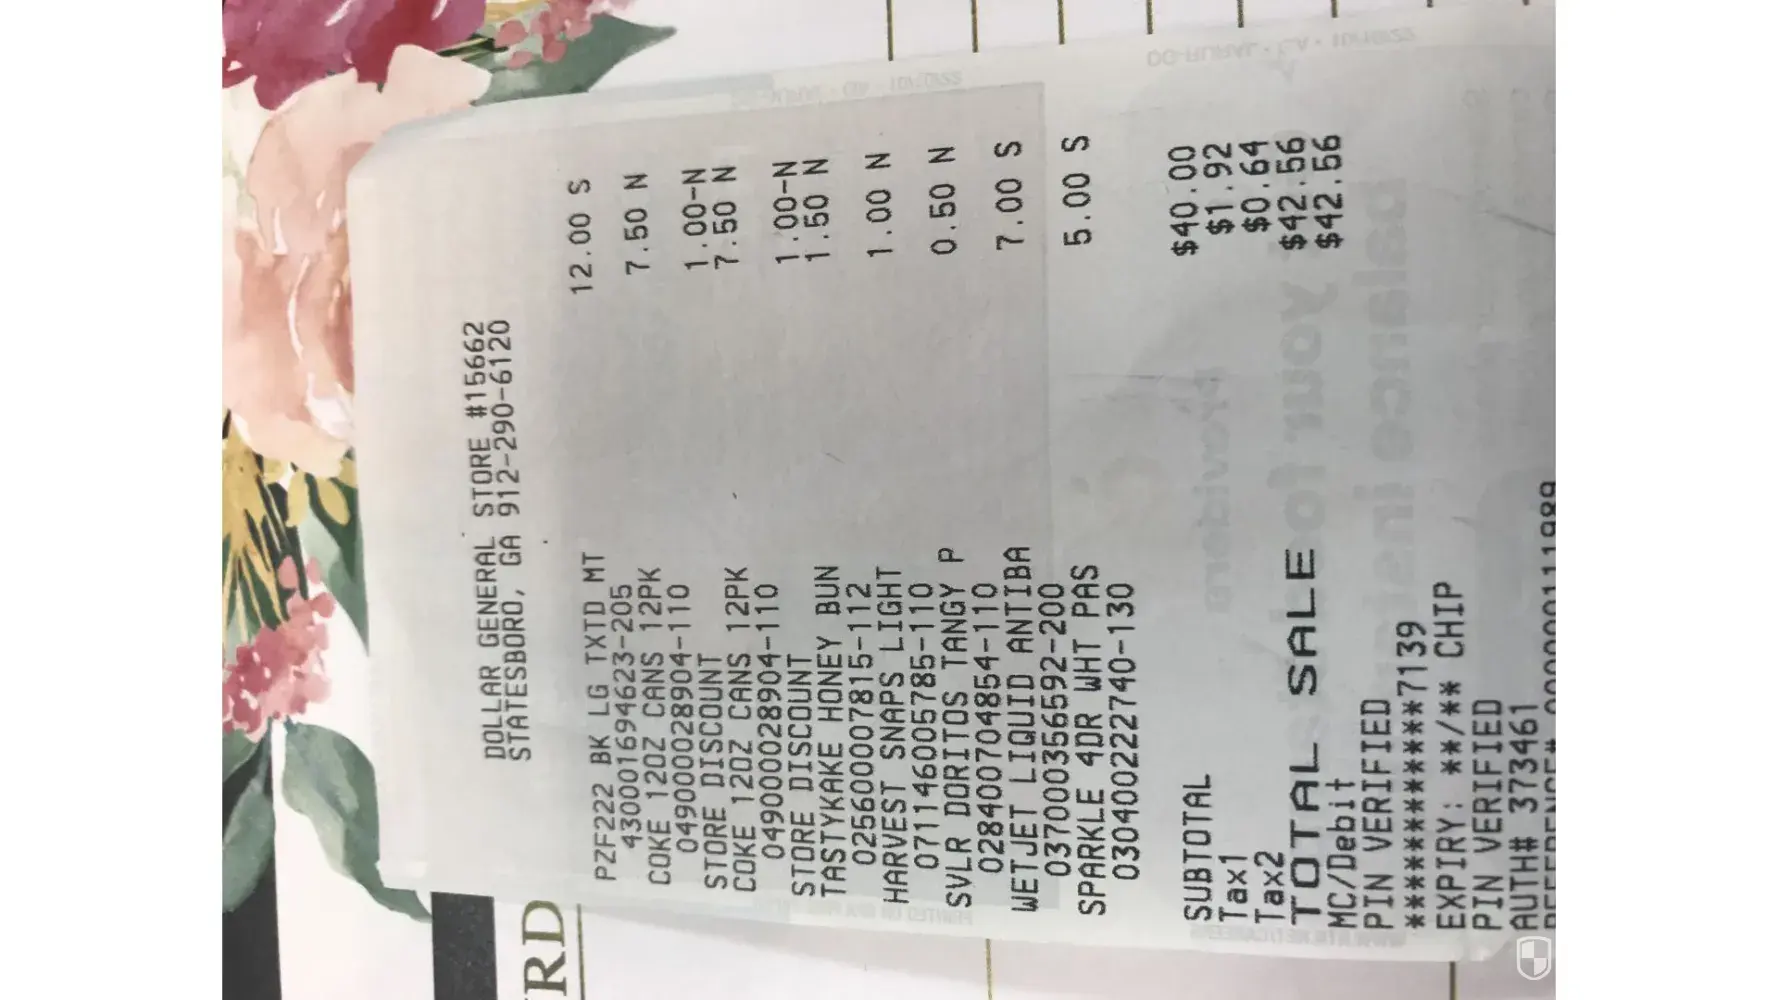 DOLLAR GENERAL STORE #15662
STATESBORO, GA 912-290-6120
PZF222 BK LG TXTD MT 12.00 S
430001694623-205
COKE 12OZ CANS 12PK 7.50 N
049000028904-110
STORE DISCOUNT 1.00-N
COKE 12OZ CANS 12PK 7.50 N
049000028904-110
STORE DISCOUNT 1.00-N
TASTYKAKE HONEY BUN 1.50 N
025600007815-112
HARVEST SNAPS LIGHT 1.00 N
071146005785-110
SVLR DORITOS TANGY P 0.50 N
028400704854-110
WETJET LIQUID ANTIBA 7.00 S
037000356592-200
SPARKLE 4DR WHT PAS 5.00 S
030400222740-130
SUBTOTAL $40.00
Tax1 $1.92
Tax2 $0.64
TOTAL SALE $42.56
MC/Debit $42.56
PIN VERIFIED
************7139
EXPIRY: **/** CHIP
PIN VERIFIED
AUTH# 373461
RD